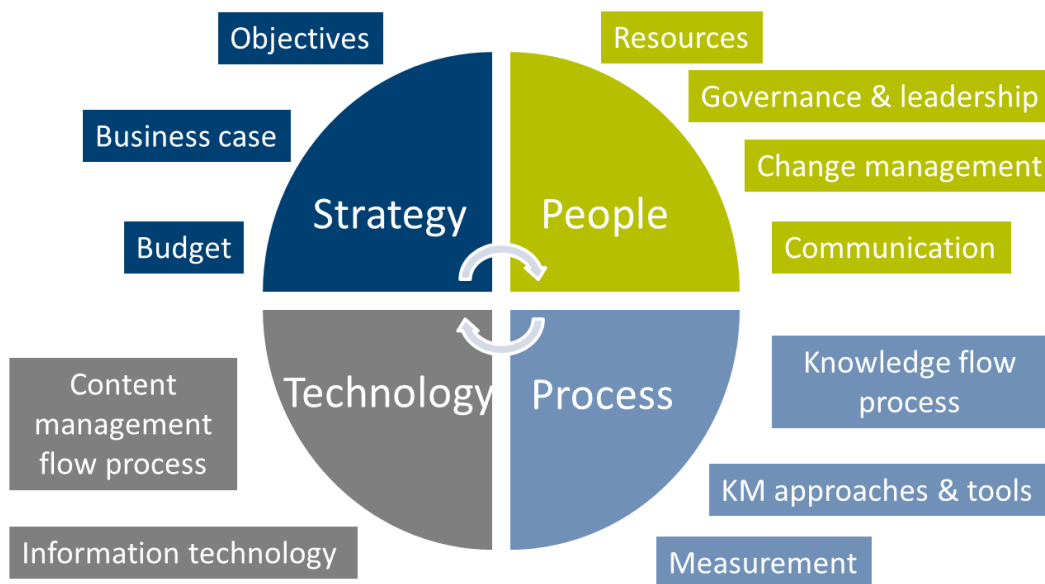 Objectives
Business case
Budget
Strategy
Resources
Governance & leadership
Change management
Communication
People
Content
management
flow process
Information technology
Technology
Knowledge flow
process
KM approaches & tools
Measurement
Process